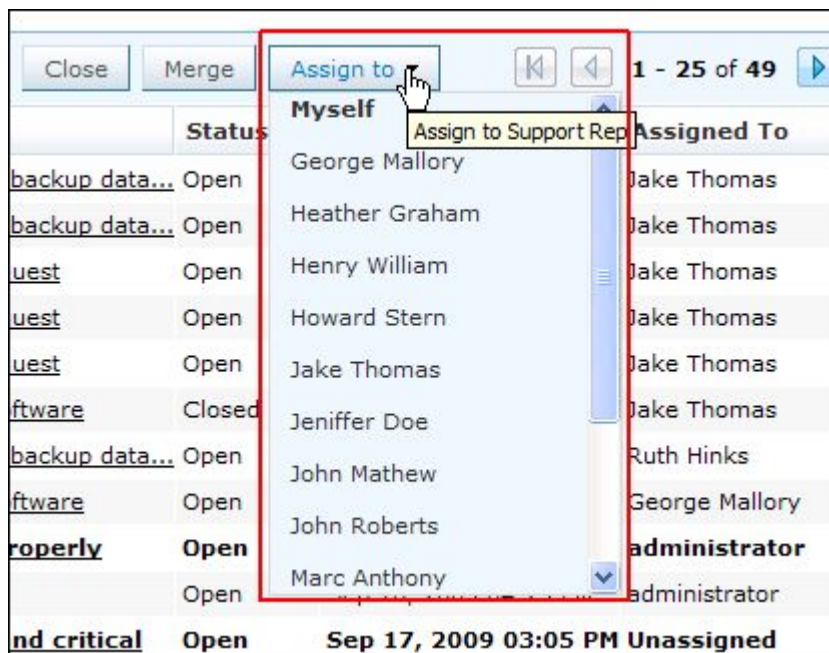 Close Merge Assign to 1 - 25 of 49
Myself
Assign to Support Rep
Status Assigned To
George Mallory
backup data... Open Jake Thomas
Heather Graham
backup data... Open Jake Thomas
Henry William
uest Open Jake Thomas
Howard Stern
uest Open Jake Thomas
Jake Thomas
uest Open Jake Thomas
ftware Closed Jake Thomas
Jeniffer Doe
backup data... Open Ruth Hinks
John Mathew
ftware Open George Mallory
John Roberts
roperly Open administrator
Marc Anthony
Open administrator
nd critical Open Sep 17, 2009 03:05 PM Unassigned